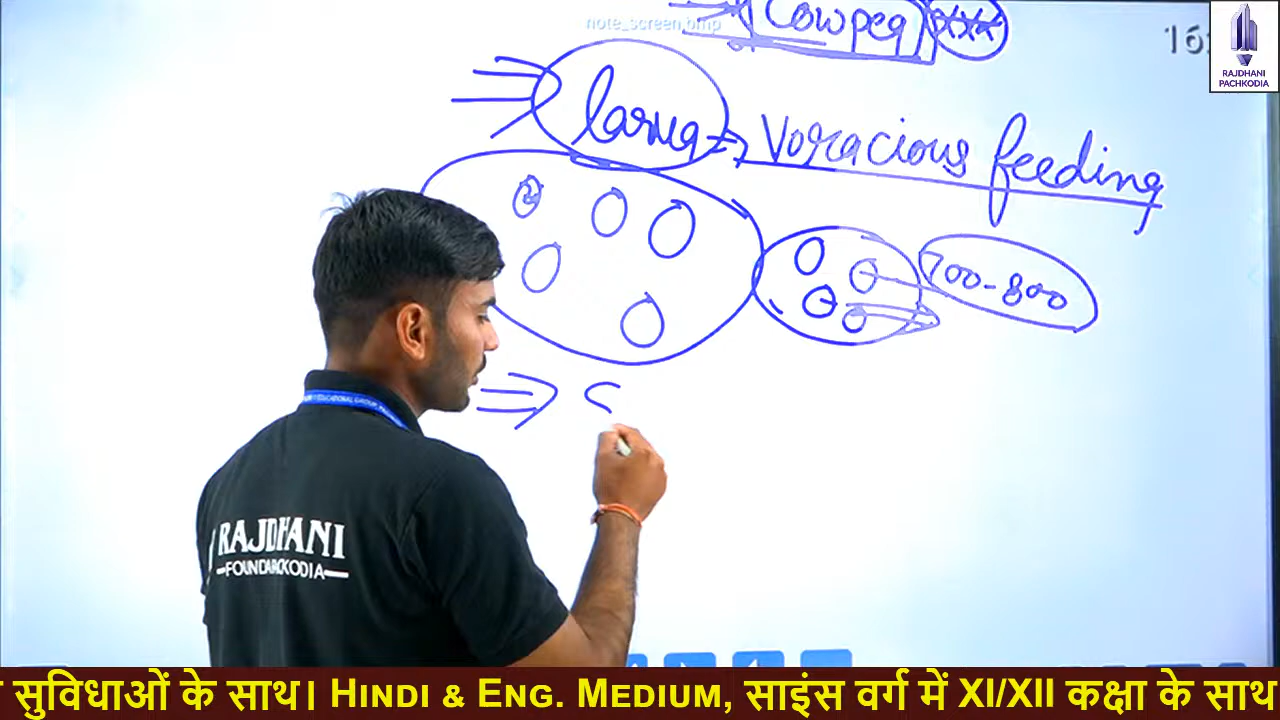 note_screen.bmp
Cowpea
16:
RAJDHANI
PACHKODIA
larva
Voracious feeding
700-800
RAJDHANI
सुविधाओं के साथ। HINDI & ENG. MEDIUM, साइंस वर्ग में XI/XII कक्षा के साथ